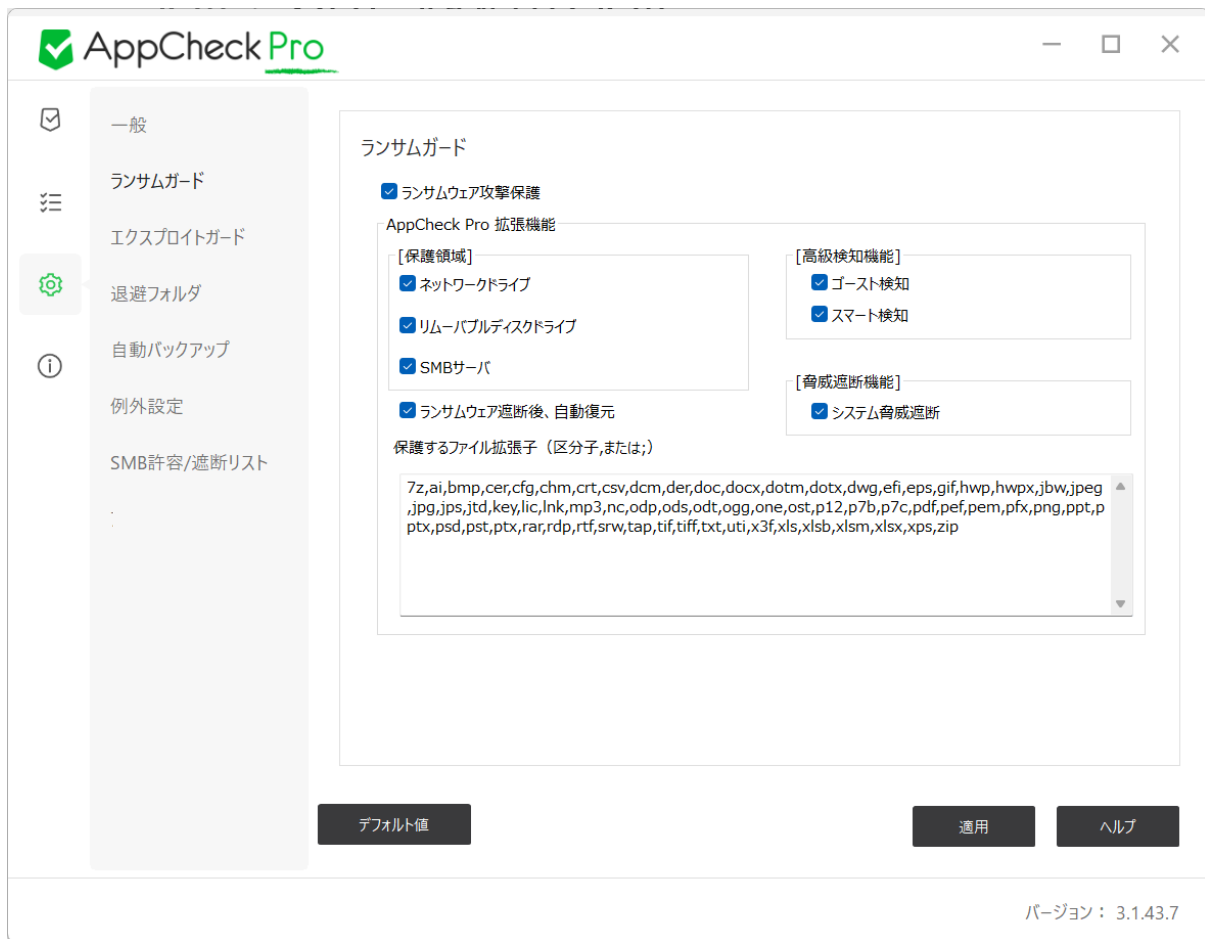 AppCheck Pro
一般
ランサムガード
エクスプロイトガード
退避フォルダ
自動バックアップ
例外設定
SMB許容/遮断リスト
ランサムガード
ランサムウェア攻撃保護
AppCheck Pro 拡張機能
[保護領域]
ネットワークドライブ
リムーバブルディスクドライブ
SMBサーバ
[高級検知機能]
ゴースト検知
スマート検知
[脅威遮断機能]
システム脅威遮断
ランサムウェア遮断後、自動復元
保護するファイル拡張子（区分子,または;）
7z,ai,bmp,cer,cfg,chm,crt,csv,dcm,der,doc,docx,dotm,dotx,dwg,efi,eps,gif,hwp,hwpx,jbw,jpeg
,jpg,jps,jtd,key,lic,lnk,mp3,nc,odp,ods,odt,ogg,one,ost,p12,p7b,p7c,pdf,pef,pem,pfx,png,ppt,p
ptx,psd,pst,ptx,rar,rdp,rtf,srw,tap,tif,tiff,txt,uti,x3f,xls,xlsb,xlsm,xlsx,xps,zip
デフォルト値
適用
ヘルプ
バージョン： 3.1.43.7